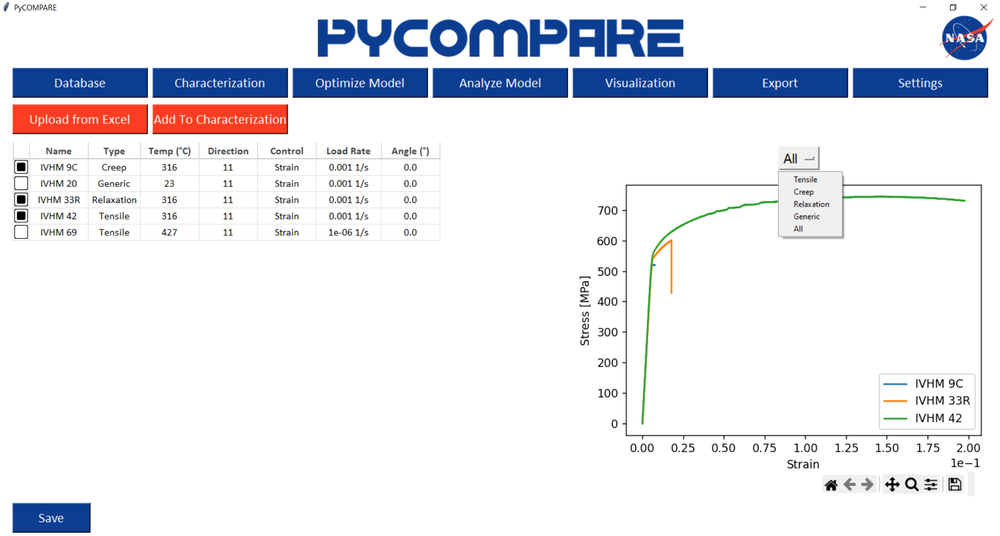 PyCOMPARE
PYCOMPARE
NASA
Database Characterization Optimize Model Analyze Model Visualization Export Settings
Upload from Excel Add To Characterization
Name Type Temp (°C) Direction Control Load Rate Angle (°)
IVHM 9C Creep 316 11 Strain 0.001 1/s 0.0
IVHM 20 Generic 23 11 Strain 0.001 1/s 0.0
IVHM 33R Relaxation 316 11 Strain 0.001 1/s 0.0
IVHM 42 Tensile 316 11 Strain 0.001 1/s 0.0
IVHM 69 Tensile 427 11 Strain 1e-06 1/s 0.0
All
Tensile
Creep
Relaxation
Generic
All
Stress [MPa]
700
600
500
400
300
200
100
0
IVHM 9C
IVHM 33R
IVHM 42
0.00 0.25 0.50 0.75 1.00 1.25 1.50 1.75 2.00
Strain
1e−1
Save